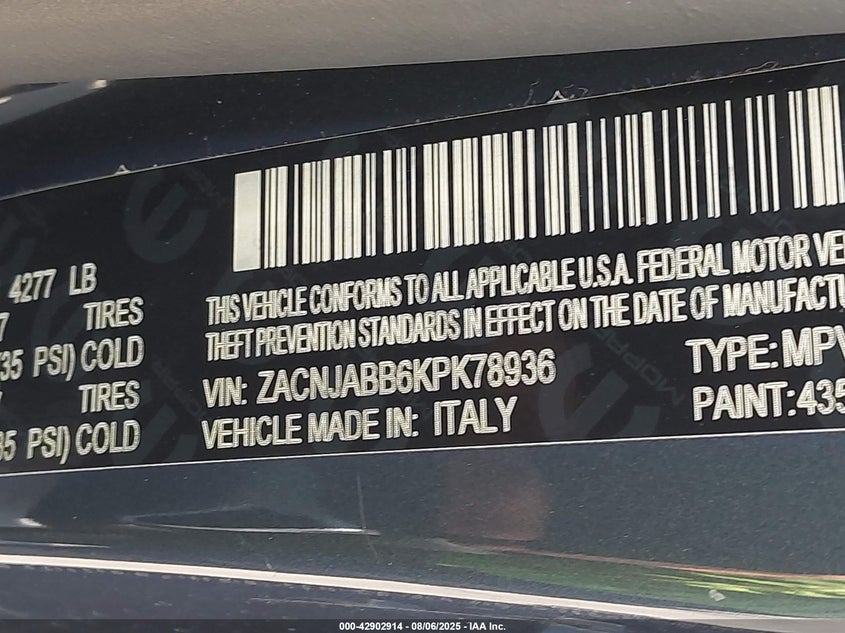 4277 LB
TIRES
35 PSI) COLD
TIRES
35 PSI) COLD
THIS VEHICLE CONFORMS TO ALL APPLICABLE U.S.A. FEDERAL MOTOR VE
THEFT PREVENTION STANDARDS IN EFFECT ON THE DATE OF MANUFACTU
VIN: ZACNJABB6KPK78936
TYPE: MPV
VEHICLE MADE IN: ITALY
PAINT: 435
MOPAR
000-42902914 - 08/06/2025 - IAA Inc.